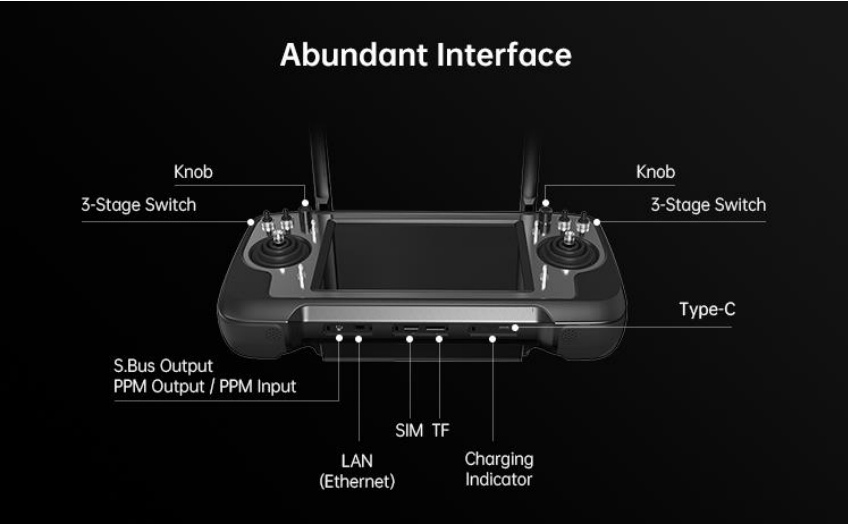 Abundant Interface
Knob
Knob
3-Stage Switch
3-Stage Switch
Type-C
S.Bus Output
PPM Output / PPM Input
SIM TF
LAN
(Ethernet)
Charging
Indicator